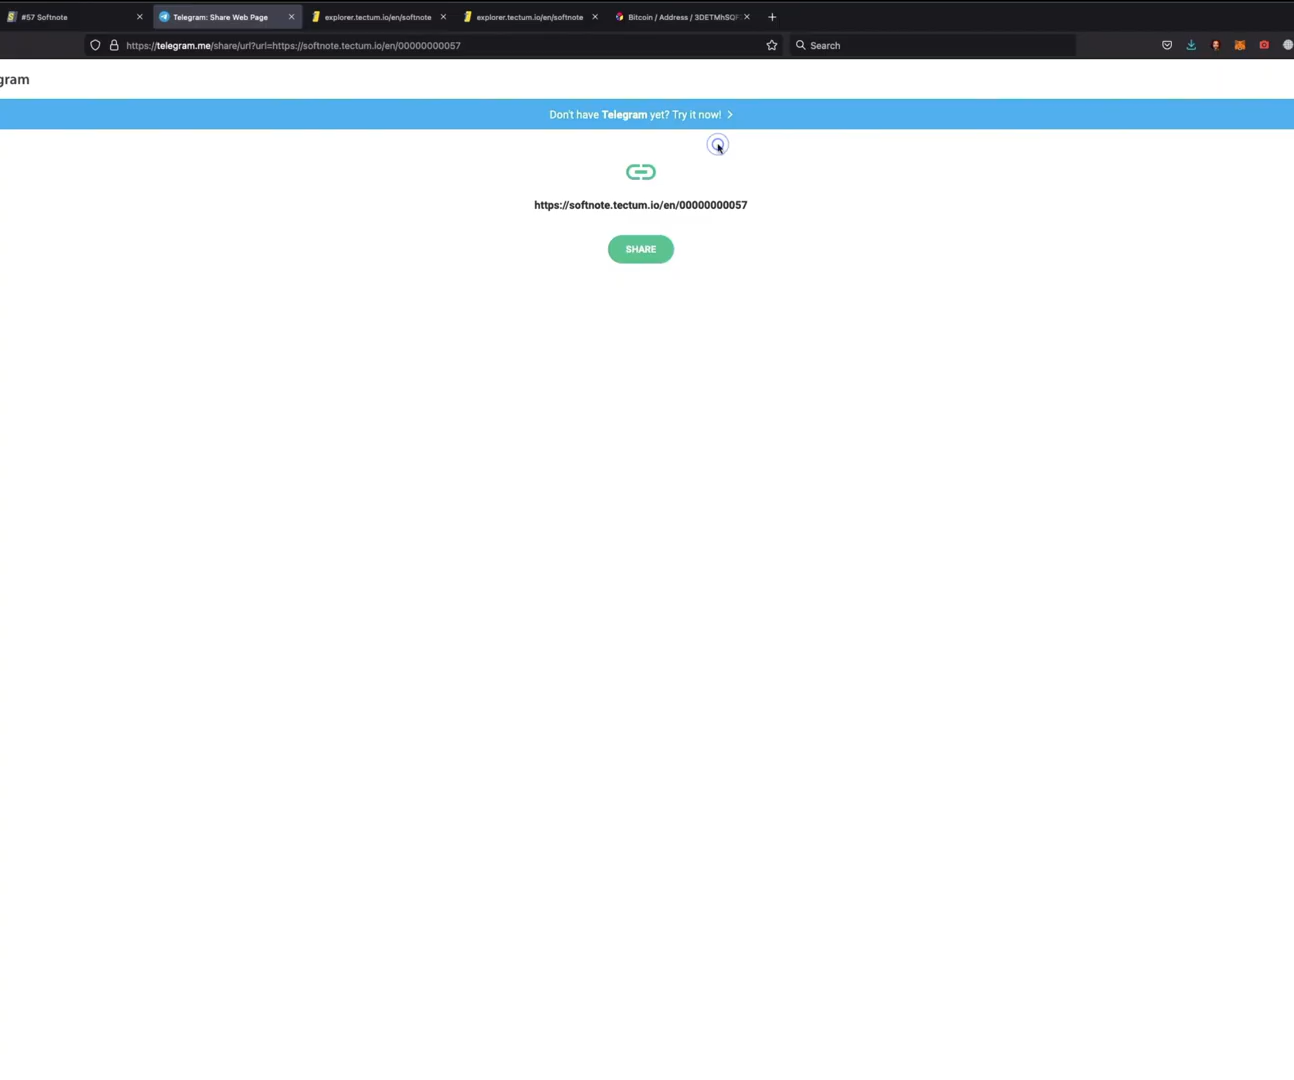 #57 Softnote
Telegram: Share Web Page
explorer.tectum.io/en/softnote
explorer.tectum.io/en/softnote
Bitcoin / Address / 3DETMhSQF
https://telegram.me/share/url?url=https://softnote.tectum.io/en/00000000057
Search
gram
Don't have Telegram yet? Try it now!
https://softnote.tectum.io/en/00000000057
SHARE